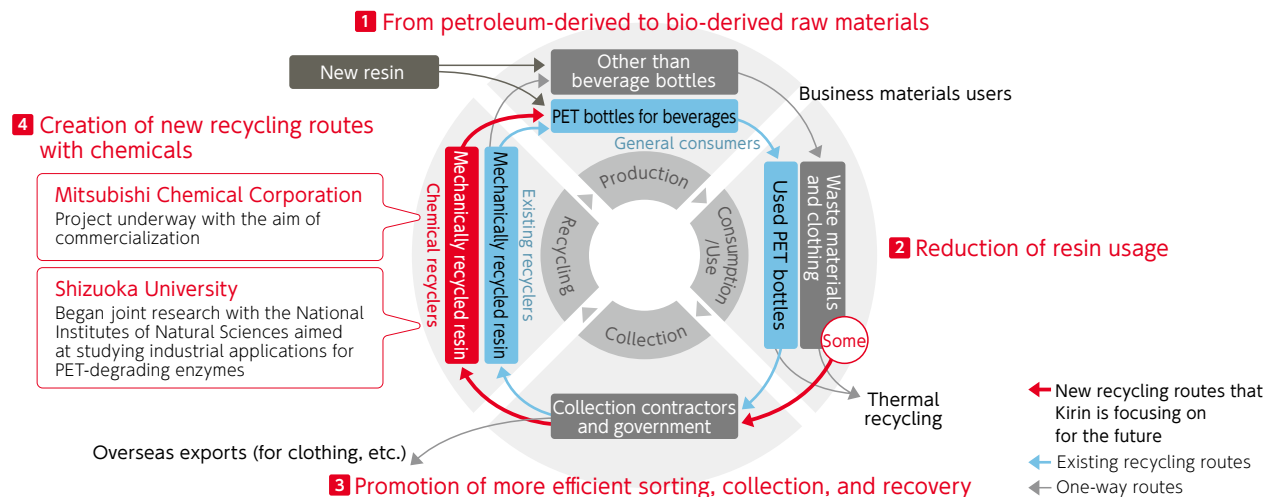 1 From petroleum-derived to bio-derived raw materials
New resin
Other than
beverage bottles
PET bottles for beverages
Business materials users
General consumers
4 Creation of new recycling routes
with chemicals
Mitsubishi Chemical Corporation
Project underway with the aim of
commercialization
Shizuoka University
Began joint research with the National
Institutes of Natural Sciences aimed
at studying industrial applications for
PET-degrading enzymes
Chemical recyclers
Mechanically recycled resin
Mechanically recycled resin
Existing recyclers
Production
Consumption
/Use
Collection
Recycling
Used PET bottles
Waste materials
and clothing
Some
2 Reduction of resin usage
Thermal
recycling
Collection contractors
and government
Overseas exports (for clothing, etc.)
3 Promotion of more efficient sorting, collection, and recovery
New recycling routes that
Kirin is focusing on
for the future
Existing recycling routes
One-way routes